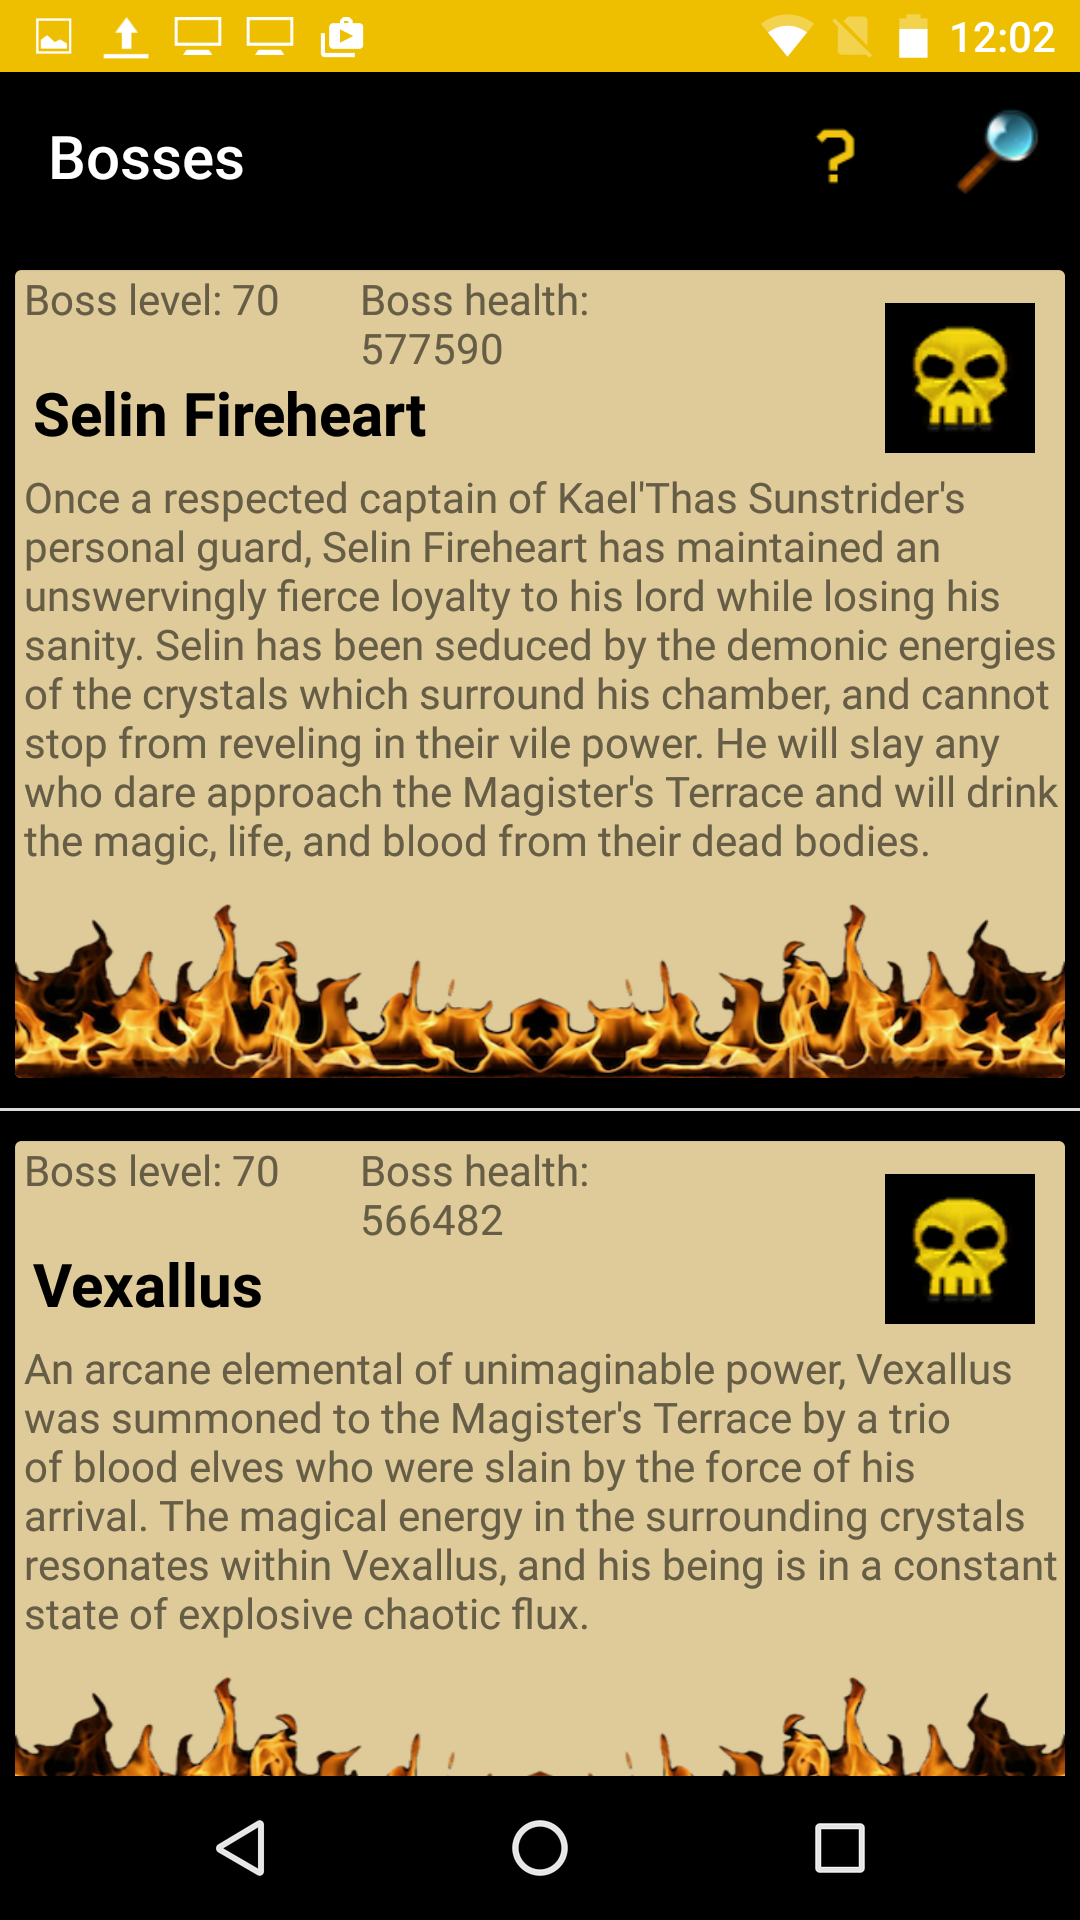 12:02
Bosses
?
Boss level: 70 Boss health:
577590
Selin Fireheart
Once a respected captain of Kael'Thas Sunstrider's
personal guard, Selin Fireheart has maintained an
unswervingly fierce loyalty to his lord while losing his
sanity. Selin has been seduced by the demonic energies
of the crystals which surround his chamber, and cannot
stop from reveling in their vile power. He will slay any
who dare approach the Magister's Terrace and will drink
the magic, life, and blood from their dead bodies.
Boss level: 70 Boss health:
566482
Vexallus
An arcane elemental of unimaginable power, Vexallus
was summoned to the Magister's Terrace by a trio
of blood elves who were slain by the force of his
arrival. The magical energy in the surrounding crystals
resonates within Vexallus, and his being is in a constant
state of explosive chaotic flux.